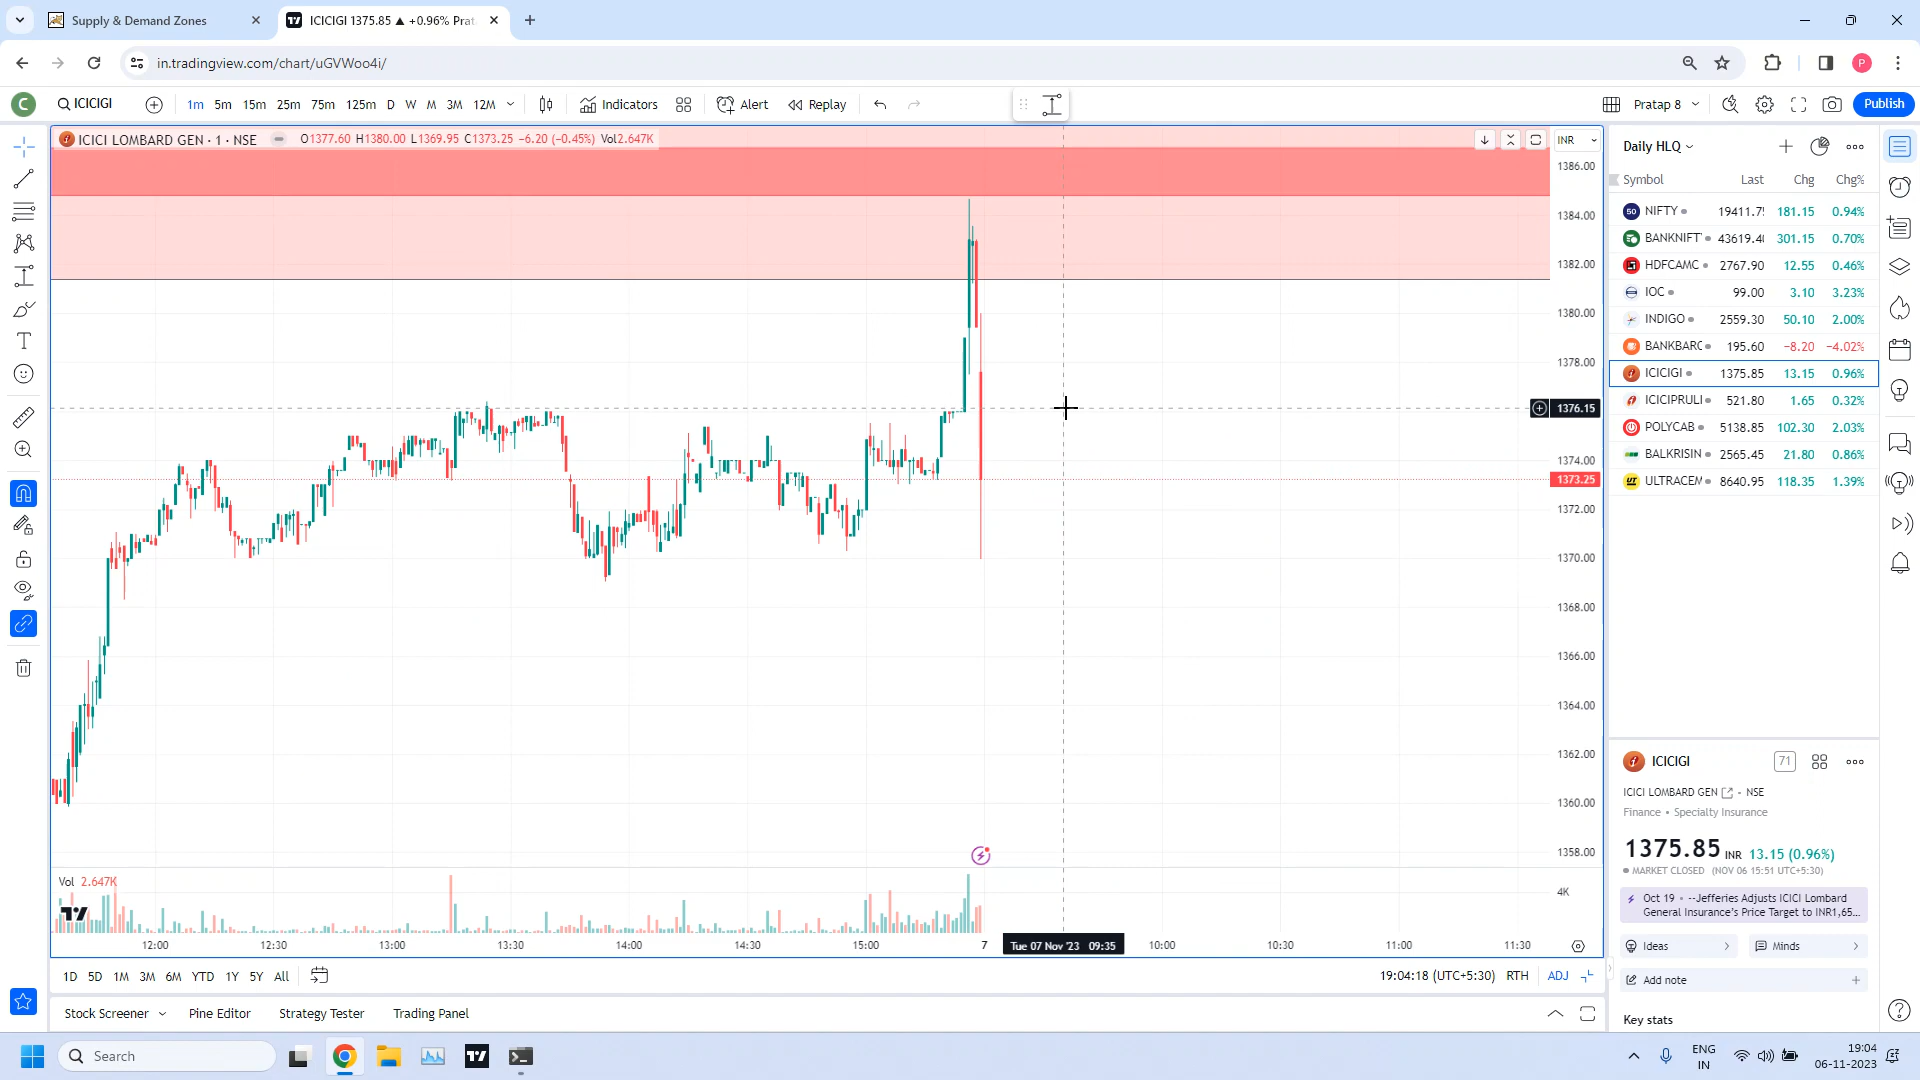 Supply & Demand Zones
ICICIGI 1375.85 ▲ +0.96% Prat
in.tradingview.com/chart/uGVWoo4i/
P
C
ICICIGI
1m 5m 15m 25m 75m 125m D W M 3M 12M
Indicators
Alert
Replay
Pratap 8
Publish
ICICI LOMBARD GEN · 1 · NSE
O1377.60 H1380.00 L1369.95 C1373.25 −6.20 (−0.45%) Vol2.647K
INR
1386.00
1384.00
1382.00
1380.00
1378.00
1376.15
1374.00
1373.25
1372.00
1370.00
1368.00
1366.00
1364.00
1362.00
1360.00
1358.00
Vol 2.647K
4K
12:00 12:30 13:00 13:30 14:00 14:30 15:00 7 Tue 07 Nov '23 09:35 10:00 10:30 11:00 11:30
1D 5D 1M 3M 6M YTD 1Y 5Y All
19:04:18 (UTC+5:30) RTH ADJ
Stock Screener Pine Editor Strategy Tester Trading Panel
Daily HLQ
Symbol Last Chg Chg%
50 NIFTY 19411.7 181.15 0.94%
BANKNIFT 43619.4 301.15 0.70%
HDFCAMC 2767.90 12.55 0.46%
IOC 99.00 3.10 3.23%
INDIGO 2559.30 50.10 2.00%
BANKBARO 195.60 −8.20 −4.02%
ICICIGI 1375.85 13.15 0.96%
ICICIPRULI 521.80 1.65 0.32%
POLYCAB 5138.85 102.30 2.03%
BALKRISIN 2565.45 21.80 0.86%
ULTRACEM 8640.95 118.35 1.39%
ICICIGI
71
ICICI LOMBARD GEN · NSE
Finance • Specialty Insurance
1375.85 INR 13.15 (0.96%)
MARKET CLOSED (NOV 06 15:51 UTC+5:30)
Oct 19 • --Jefferies Adjusts ICICI Lombard
General Insurance's Price Target to INR1,65...
Ideas
Minds
Add note
Key stats
Search
ENG
IN
19:04
06-11-2023